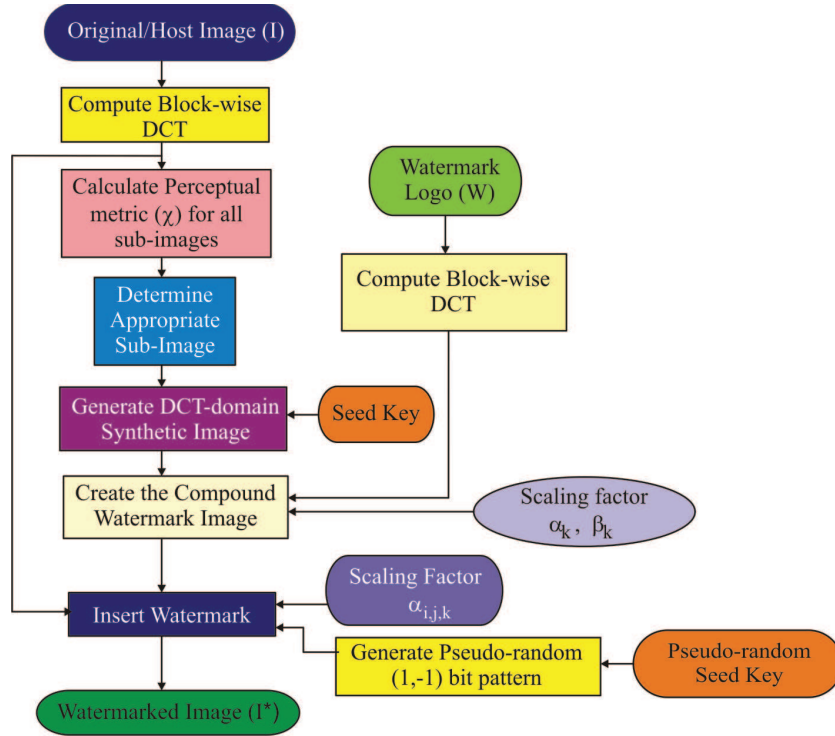 Original/Host Image (I)
Compute Block-wise
DCT
Calculate Perceptual
metric (χ) for all
sub-images
Watermark
Logo (W)
Determine
Appropriate
Sub-Image
Compute Block-wise
DCT
Generate DCT-domain
Synthetic Image
Seed Key
Create the Compound
Watermark Image
Scaling factor
αk , βk
Scaling Factor
αi,j,k
Insert Watermark
Generate Pseudo-random
(1,-1) bit pattern
Pseudo-random
Seed Key
Watermarked Image (I*)